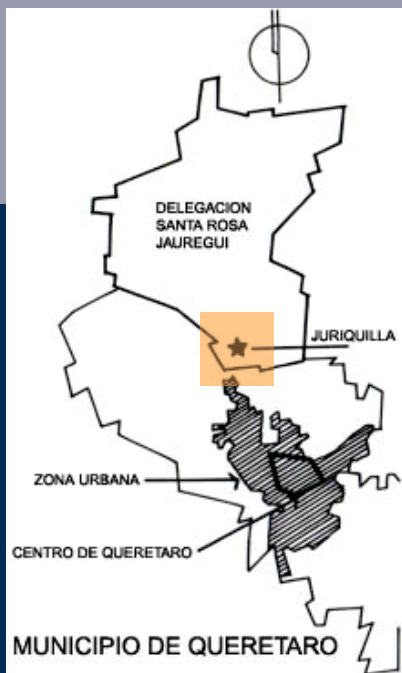 DELEGACION
SANTA ROSA
JAUREGUI
JURIQUILLA
ZONA URBANA
CENTRO DE QUERETARO
MUNICIPIO DE QUERETARO